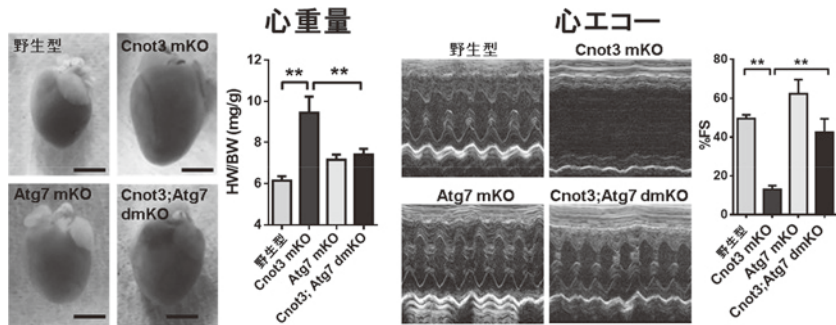 心重量
野生型
Cnot3 mKO
Atg7 mKO
Cnot3;Atg7
dmKO
HW/BW (mg/g)
12
10
8
6
4
**
**
野生型
Cnot3 mKO
Atg7 mKO
Cnot3; Atg7 dmKO
心エコー
野生型
Cnot3 mKO
Atg7 mKO
Cnot3;Atg7 dmKO
%FS
80
60
40
20
0
**
**
野生型
Cnot3 mKO
Atg7 mKO
Cnot3;Atg7 dmKO